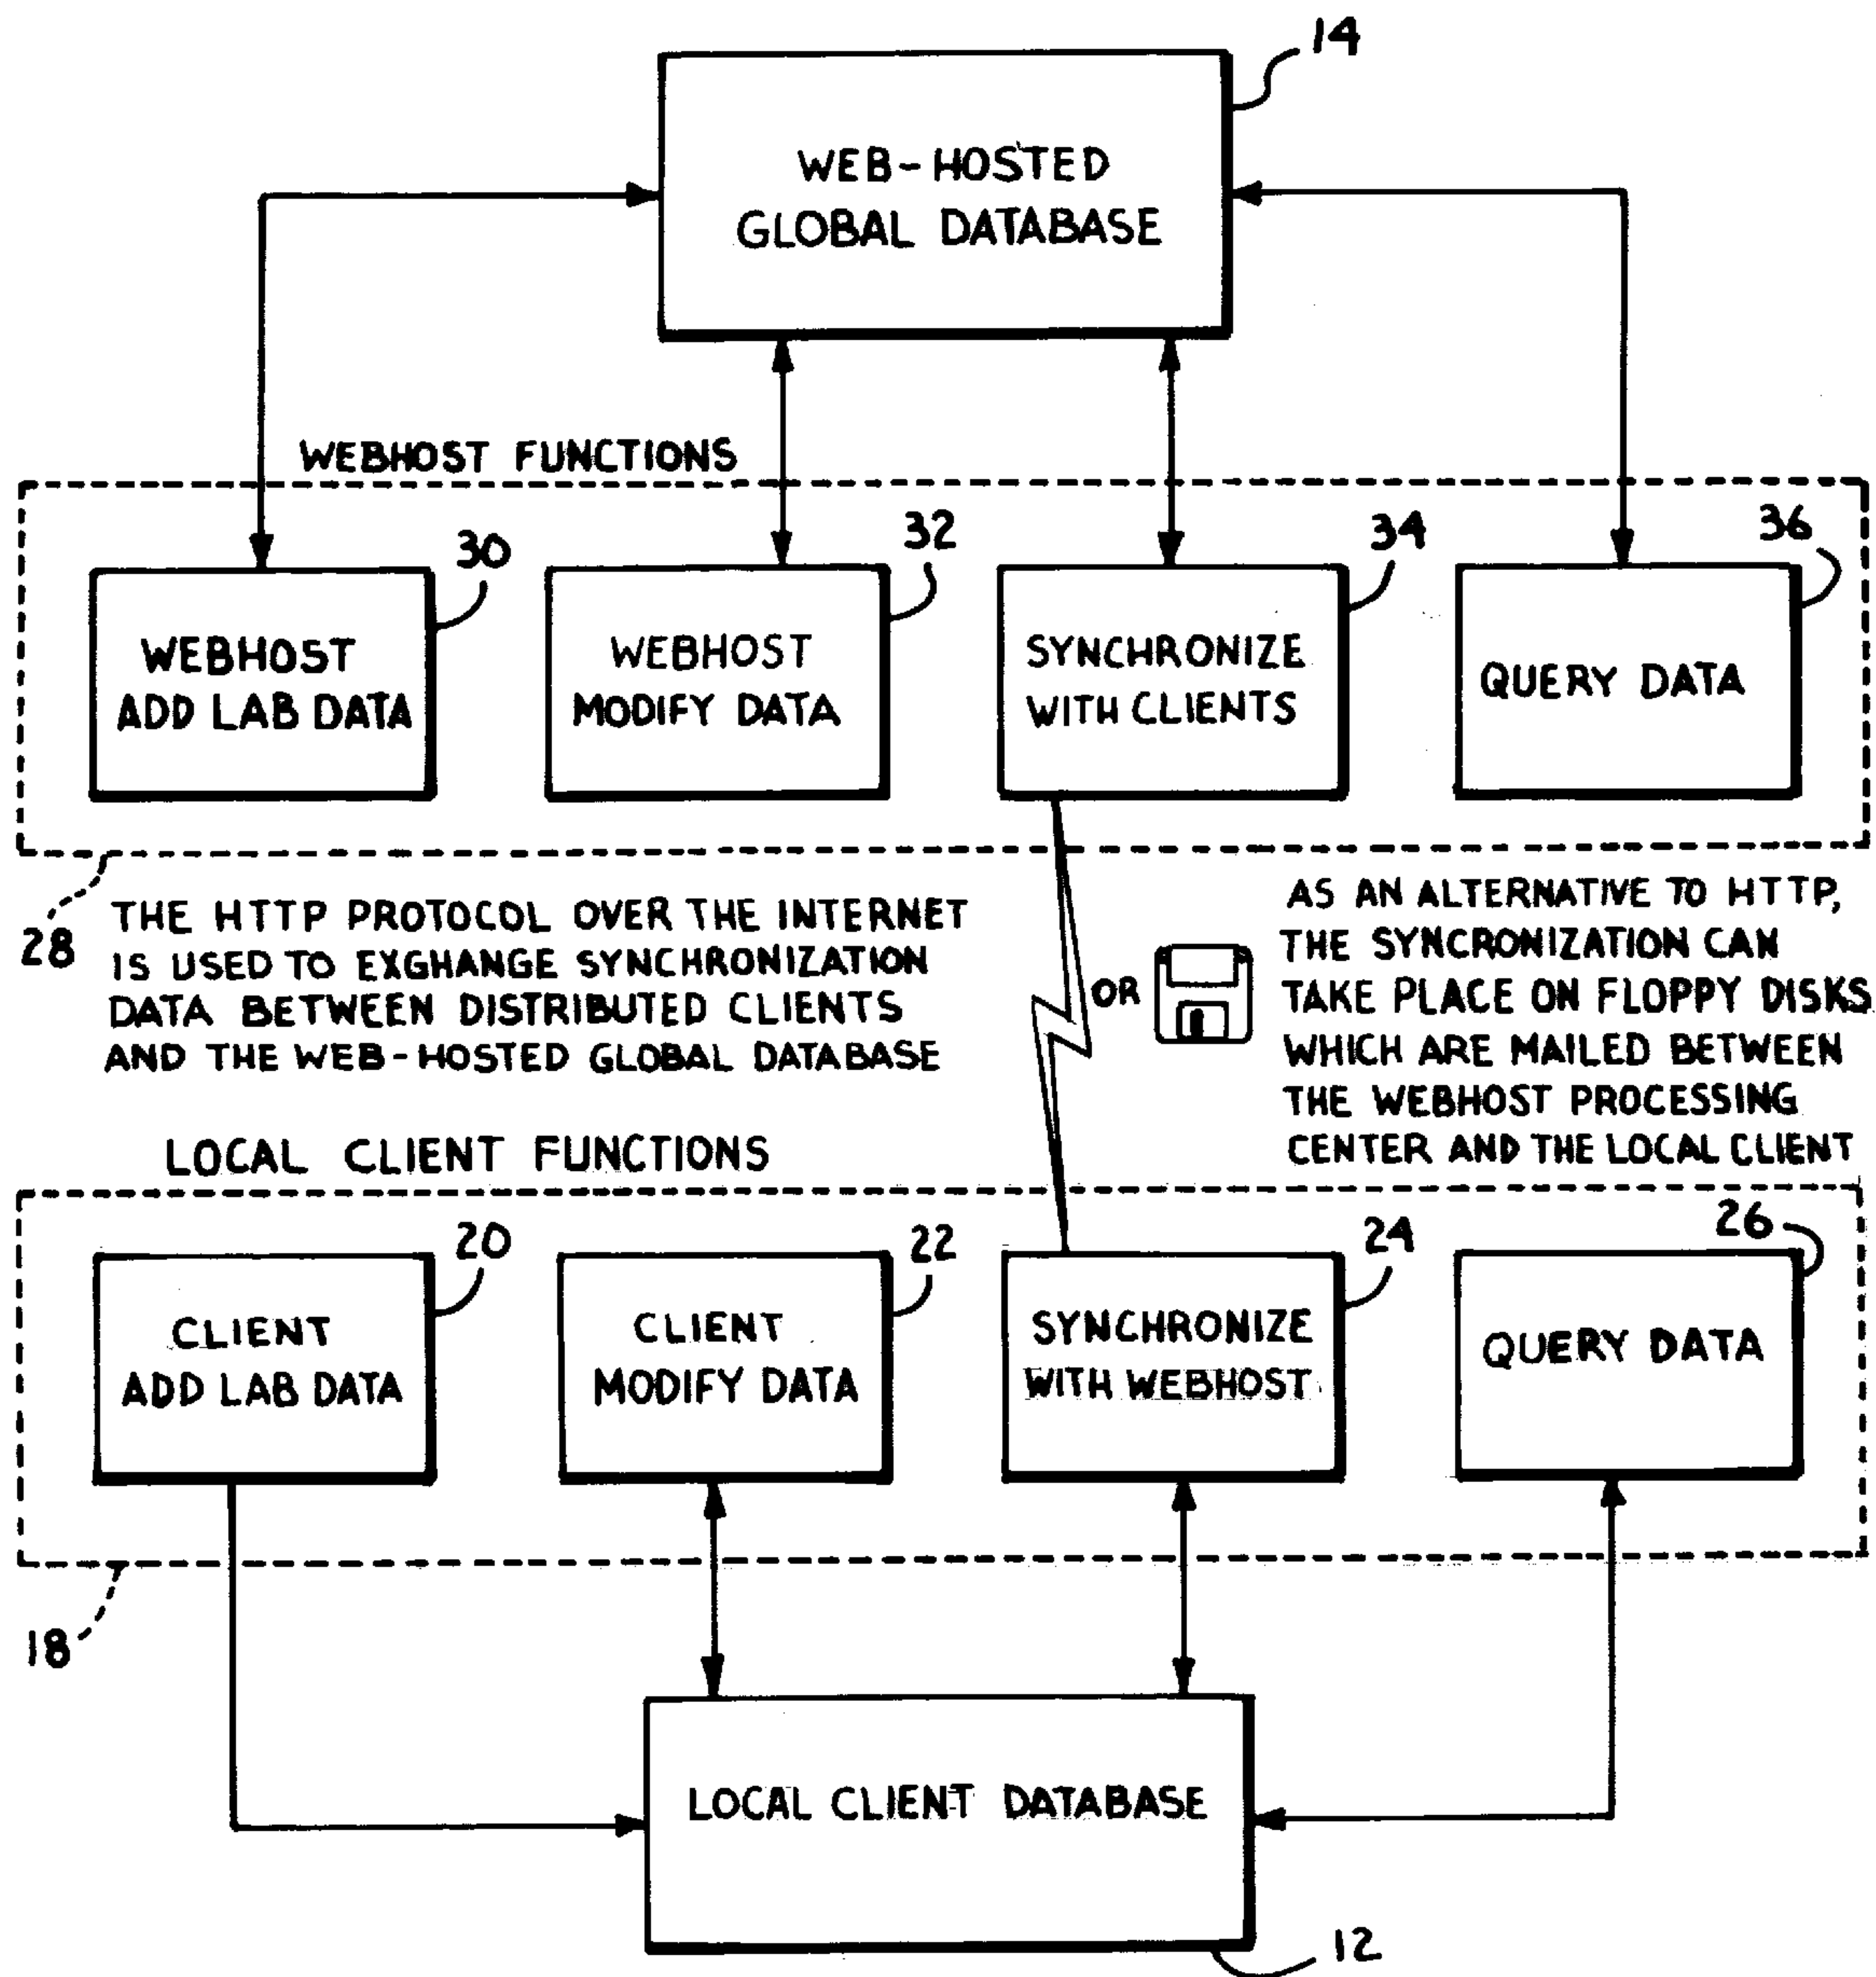 14
WEB-HOSTED
GLOBAL DATABASE
WEBHOST FUNCTIONS
30
32
34
36
WEBHOST
ADD LAB DATA
WEBHOST
MODIFY DATA
SYNCHRONIZE
WITH CLIENTS
QUERY DATA
28
THE HTTP PROTOCOL OVER THE INTERNET
IS USED TO EXGHANGE SYNCHRONIZATION
DATA BETWEEN DISTRIBUTED CLIENTS
AND THE WEB-HOSTED GLOBAL DATABASE
OR
AS AN ALTERNATIVE TO HTTP,
THE SYNCRONIZATION CAN
TAKE PLACE ON FLOPPY DISKS
WHICH ARE MAILED BETWEEN
THE WEBHOST PROCESSING
CENTER AND THE LOCAL CLIENT
LOCAL CLIENT FUNCTIONS
20
22
24
26
CLIENT
ADD LAB DATA
CLIENT
MODIFY DATA
SYNCHRONIZE
WITH WEBHOST
QUERY DATA
18
LOCAL CLIENT DATABASE
12